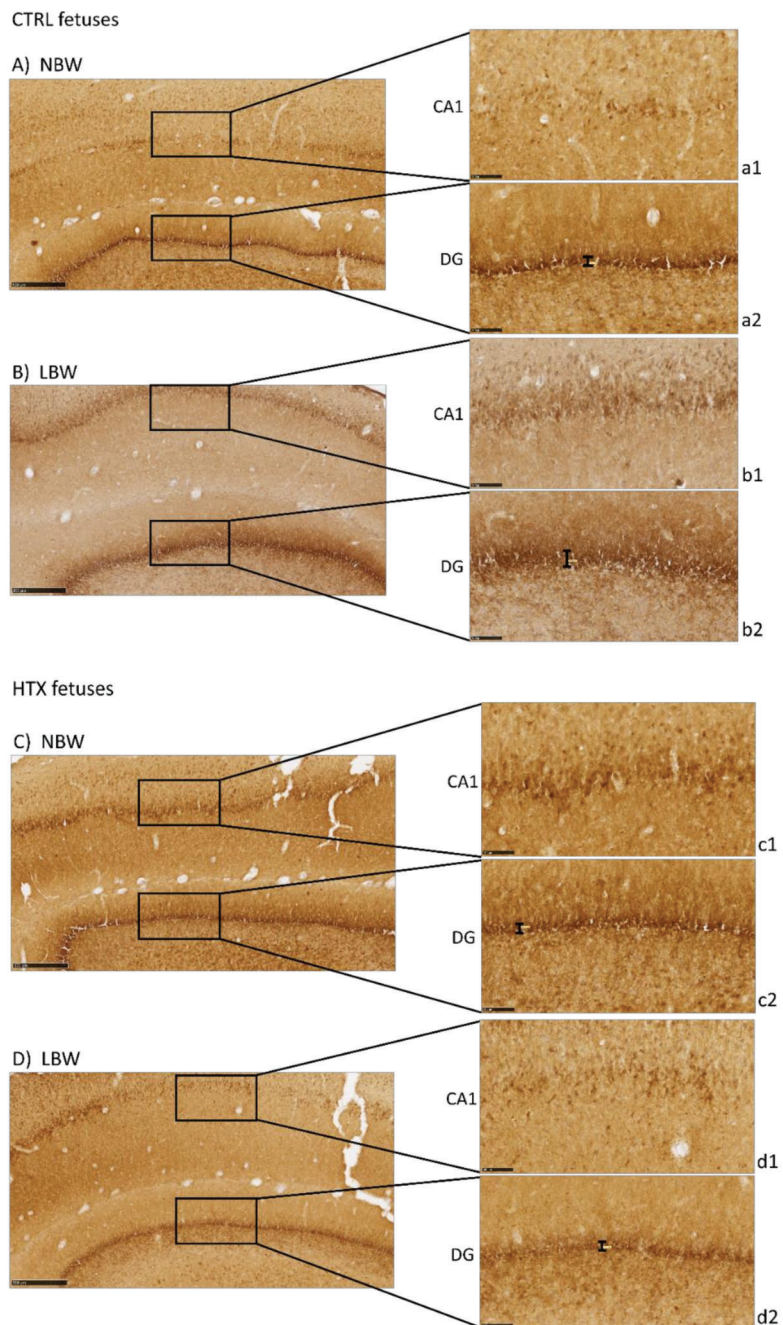 CTRL fetuses
A) NBW
CA1
a1
DG
a2
B) LBW
CA1
b1
DG
b2
HTX fetuses
C) NBW
CA1
c1
DG
c2
D) LBW
CA1
d1
DG
d2